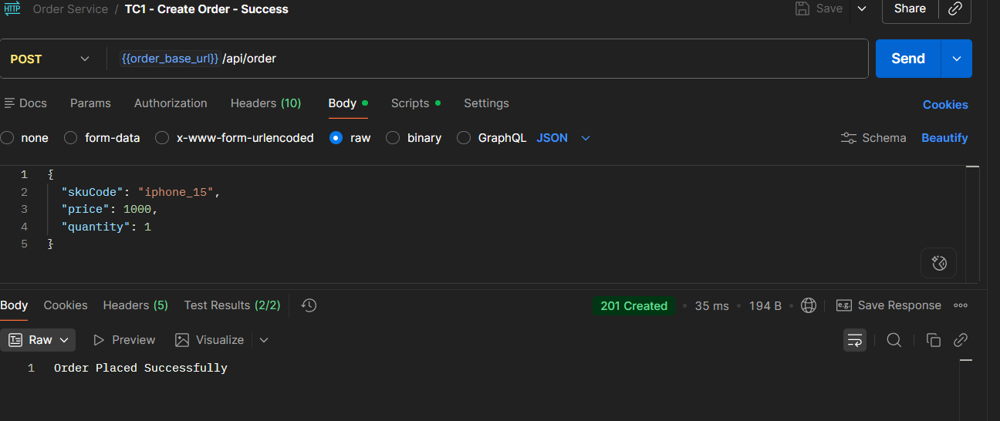 HTTP Order Service / TC1 - Create Order - Success Save Share
POST {{order_base_url}} /api/order Send
Docs Params Authorization Headers (10) Body Scripts Settings Cookies
none form-data x-www-form-urlencoded raw binary GraphQL JSON Schema Beautify
1 {
2 "skuCode": "iphone_15",
3 "price": 1000,
4 "quantity": 1
5 }
Body Cookies Headers (5) Test Results (2/2) 201 Created • 35 ms • 194 B • e.g. Save Response
Raw Preview Visualize
1 Order Placed Successfully